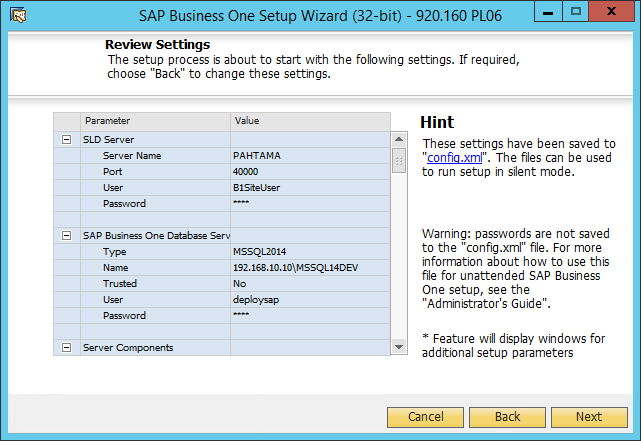 SAP Business One Setup Wizard (32-bit) - 920.160 PL06
Review Settings
The setup process is about to start with the following settings. If required,
choose "Back" to change these settings.
Parameter Value
SLD Server
Server Name PAHTAMA
Port 40000
User B1SiteUser
Password ****
SAP Business One Database Serv
Type MSSQL2014
Name 192.168.10.10\MSSQL14DEV
Trusted No
User deploysap
Password ****
Server Components
Hint
These settings have been saved to
"config.xml". The files can be used
to run setup in silent mode.
Warning: passwords are not saved
to the "config.xml" file. For more
information about how to use this
file for unattended SAP Business
One setup, see the
"Administrator's Guide".
* Feature will display windows for
additional setup parameters
Cancel Back Next